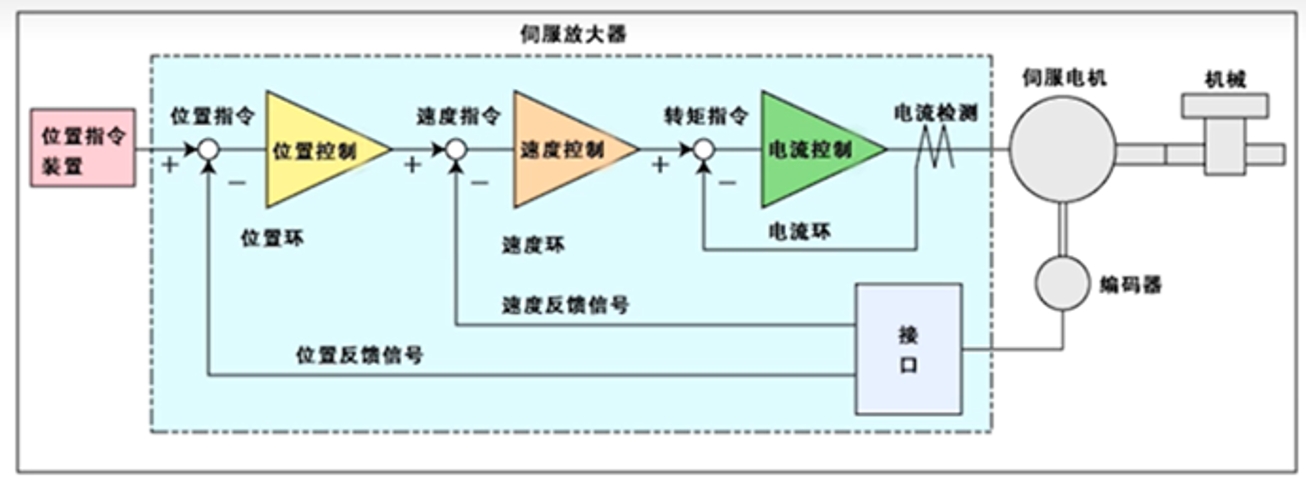 伺服放大器
位置指令
装置
位置指令
+
−
位置控制
位置环
速度指令
+
−
速度控制
速度环
转矩指令
+
−
电流控制
电流环
电流检测
伺服电机
机械
编码器
速度反馈信号
位置反馈信号
接
口